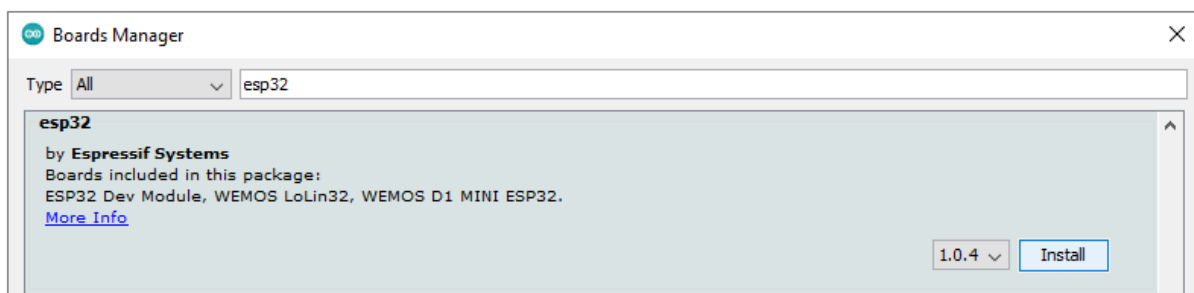 Boards Manager
Type All esp32
esp32
by Espressif Systems
Boards included in this package:
ESP32 Dev Module, WEMOS LoLin32, WEMOS D1 MINI ESP32.
More Info
1.0.4 Install